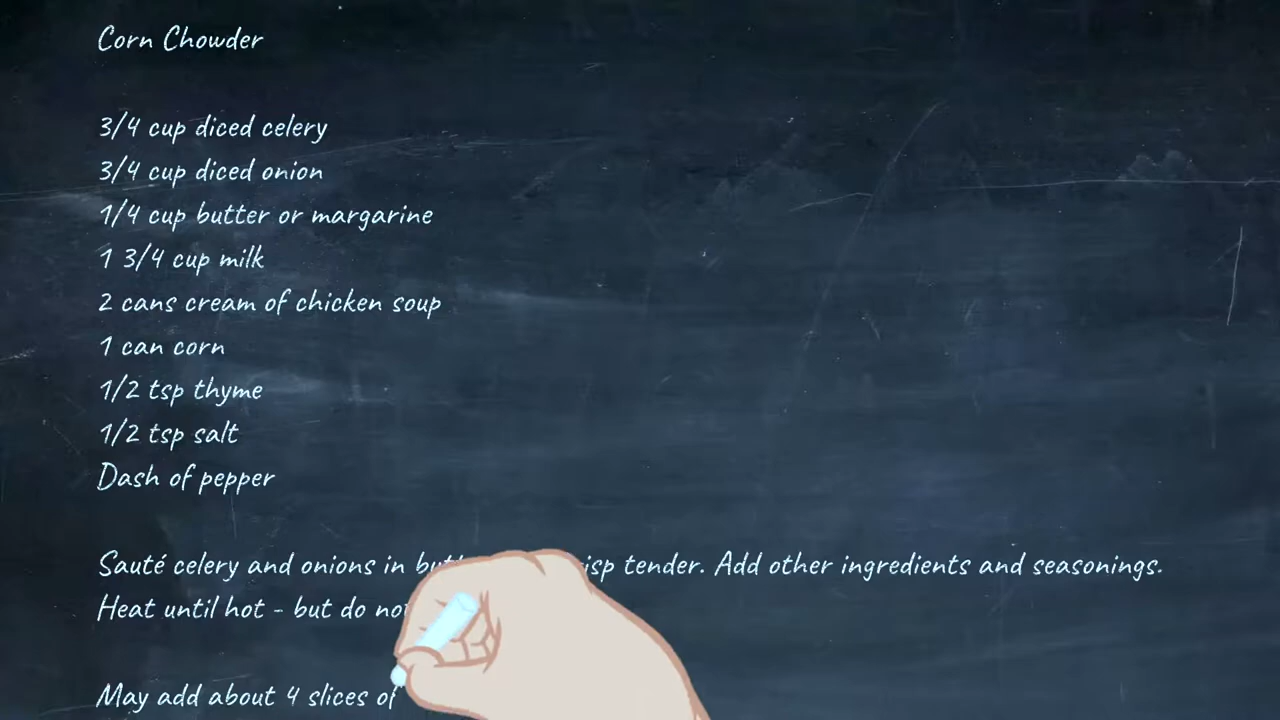 Corn Chowder
3/4 cup diced celery
3/4 cup diced onion
1/4 cup butter or margarine
1 3/4 cup milk
2 cans cream of chicken soup
1 can corn
1/2 tsp thyme
1/2 tsp salt
Dash of pepper
Sauté celery and onions in tender. Add other ingredients and seasonings.
Heat until hot - but do
May add about 4 slices of